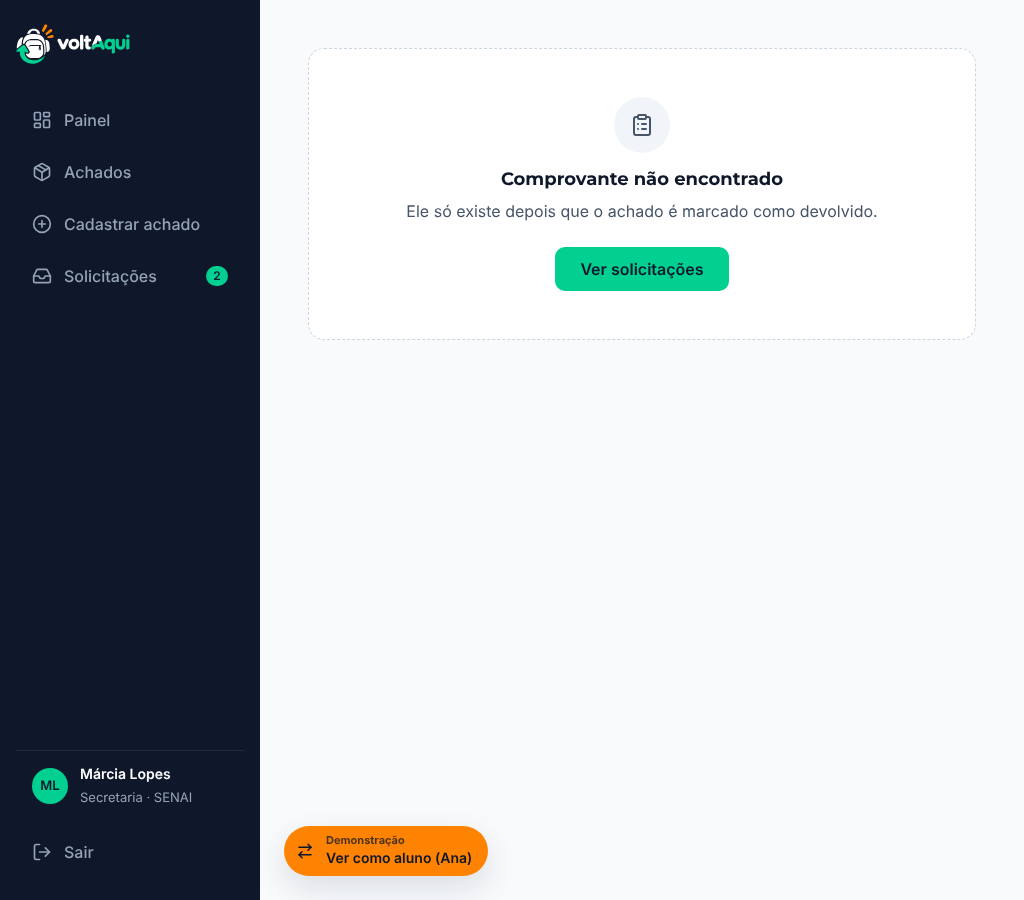 voltAqui
Painel
Achados
Cadastrar achado
Solicitações 2
Comprovante não encontrado
Ele só existe depois que o achado é marcado como devolvido.
Ver solicitações
ML
Márcia Lopes
Secretaria · SENAI
Sair
Demonstração
Ver como aluno (Ana)